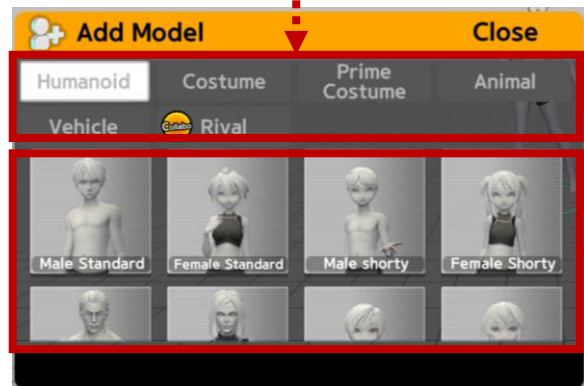 Add Model Close
Humanoid Costume Prime Costume Animal
Vehicle Collabo Rival
Male Standard Female Standard Male shorty Female Shorty